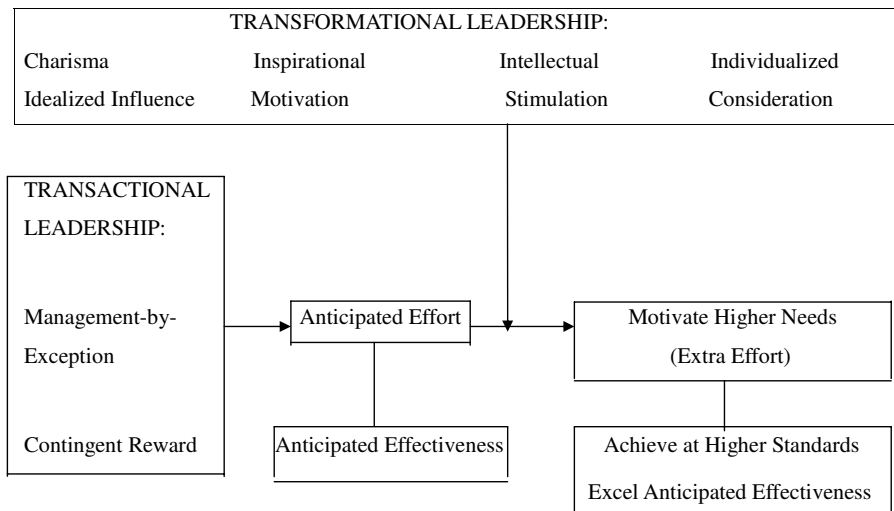 TRANSFORMATIONAL LEADERSHIP:
Charisma Inspirational Intellectual Individualized
Idealized Influence Motivation Stimulation Consideration
TRANSACTIONAL
LEADERSHIP:
Management-by-
Exception
Contingent Reward
Anticipated Effort
Anticipated Effectiveness
Motivate Higher Needs
(Extra Effort)
Achieve at Higher Standards
Excel Anticipated Effectiveness